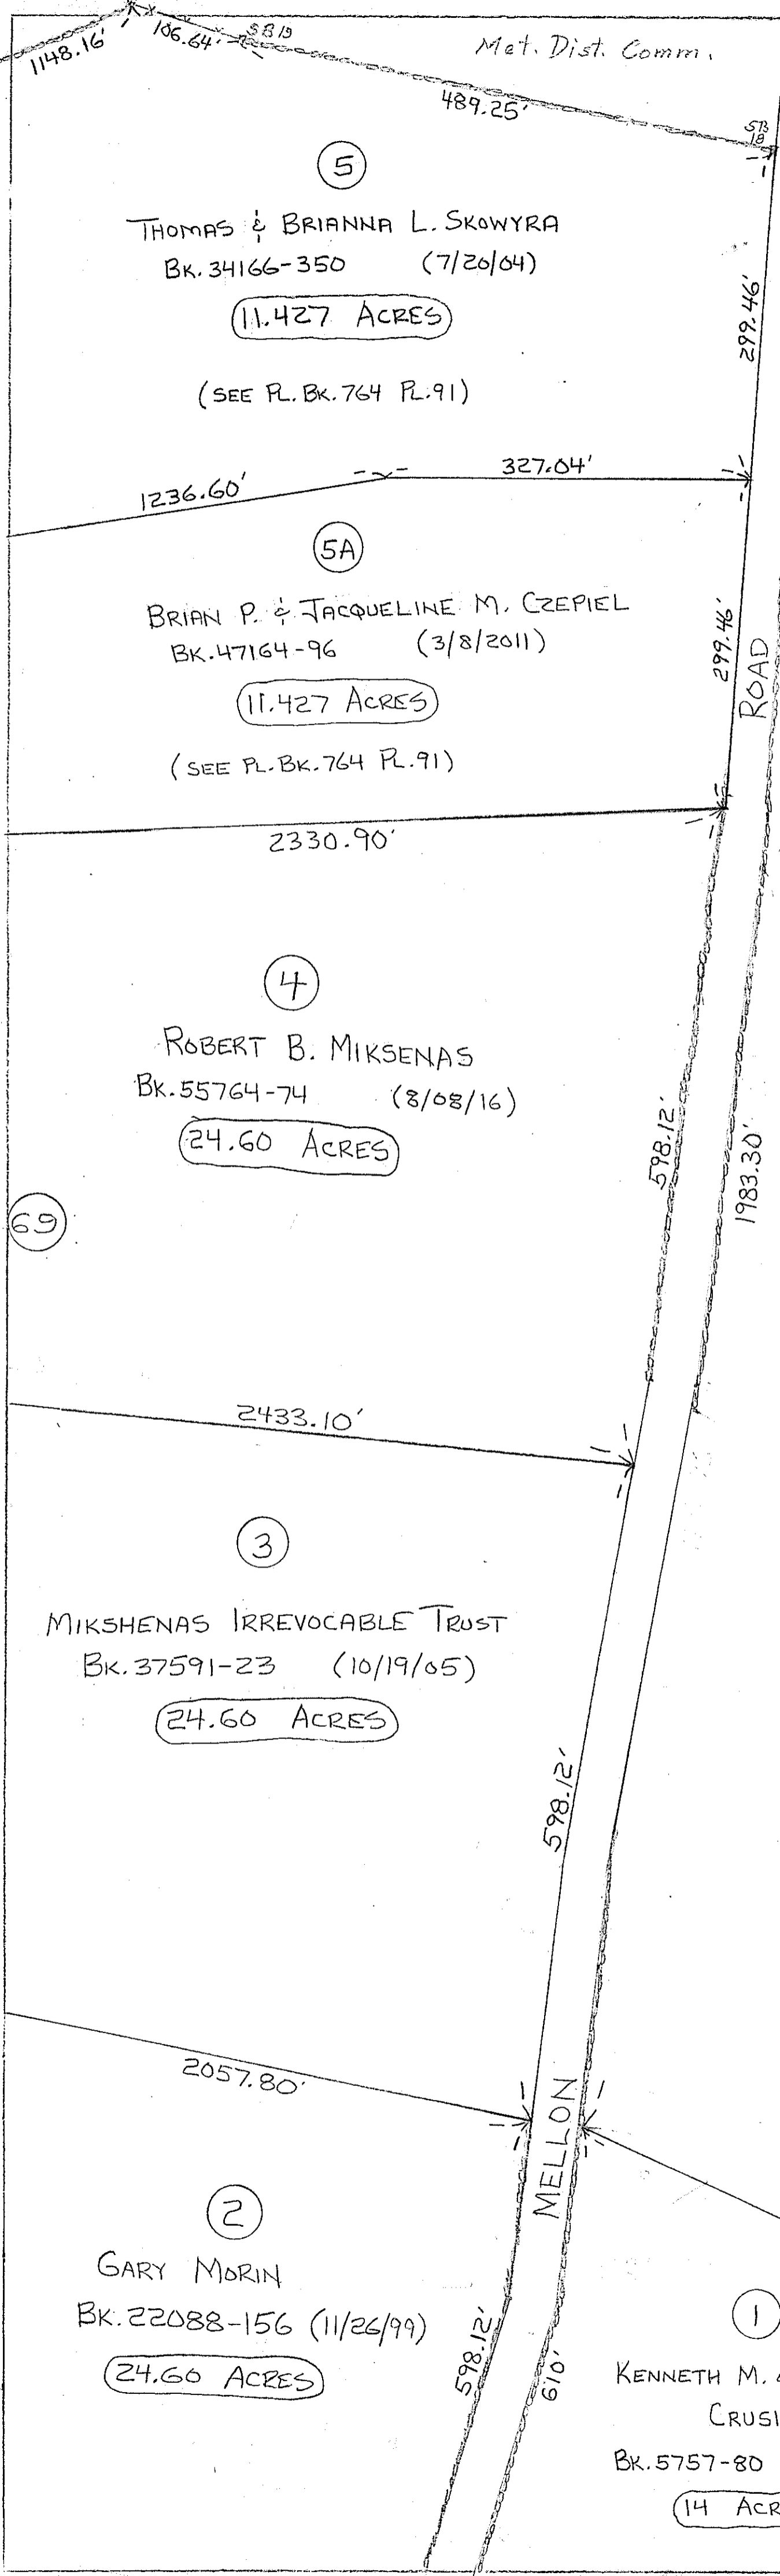 1148.16'
106.64'
SB19
Met. Dist. Comm.
489.25'
SB
18
5
THOMAS & BRIANNA L. SKOWYRA
BK. 34166-350 (7/20/04)
11.427 ACRES
299.46'
(SEE PL. BK. 764 PL. 91)
1236.60'
327.04'
5A
BRIAN P. & JACQUELINE M. CZEPIEL
BK. 47164-96 (3/8/2011)
299.46'
ROAD
11.427 ACRES
(SEE PL. BK. 764 PL. 91)
2330.90'
4
ROBERT B. MIKSENAS
BK. 55764-74 (8/08/16)
24.60 ACRES
598.12'
1983.30'
69
2433.10'
3
MIKSHENAS IRREVOCABLE TRUST
BK. 37591-23 (10/19/05)
24.60 ACRES
598.12'
2057.80'
MELLON
2
GARY MORIN
BK. 22088-156 (11/26/99)
24.60 ACRES
598.12'
610'
1
KENNETH M.
CRUSI
BK. 5757-80
14 ACR